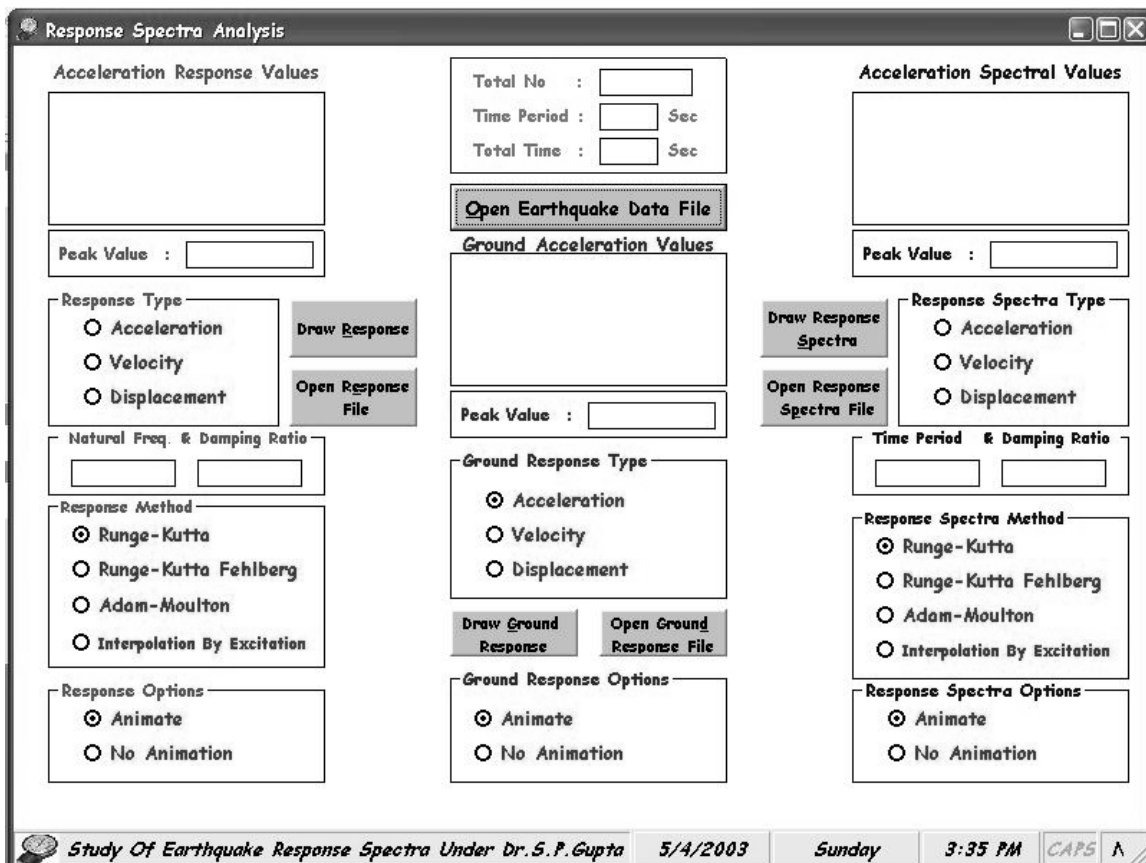 Response Spectra Analysis
Acceleration Response Values
Peak Value :
Response Type
Acceleration
Velocity
Displacement
Draw Response
Open Response
File
Natural Freq. & Damping Ratio
Response Method
Runge-Kutta
Runge-Kutta Fehlberg
Adam-Moulton
Interpolation By Excitation
Response Options
Animate
No Animation
Total No :
Time Period : Sec
Total Time : Sec
Open Earthquake Data File
Ground Acceleration Values
Peak Value :
Ground Response Type
Acceleration
Velocity
Displacement
Draw Ground
Response
Open Ground
Response File
Ground Response Options
Animate
No Animation
Acceleration Spectral Values
Peak Value :
Draw Response
Spectra
Open Response
Spectra File
Response Spectra Type
Acceleration
Velocity
Displacement
Time Period & Damping Ratio
Response Spectra Method
Runge-Kutta
Runge-Kutta Fehlberg
Adam-Moulton
Interpolation By Excitation
Response Spectra Options
Animate
No Animation
Study Of Earthquake Response Spectra Under Dr.S.P.Gupta 5/4/2003 Sunday 3:35 PM CAPS